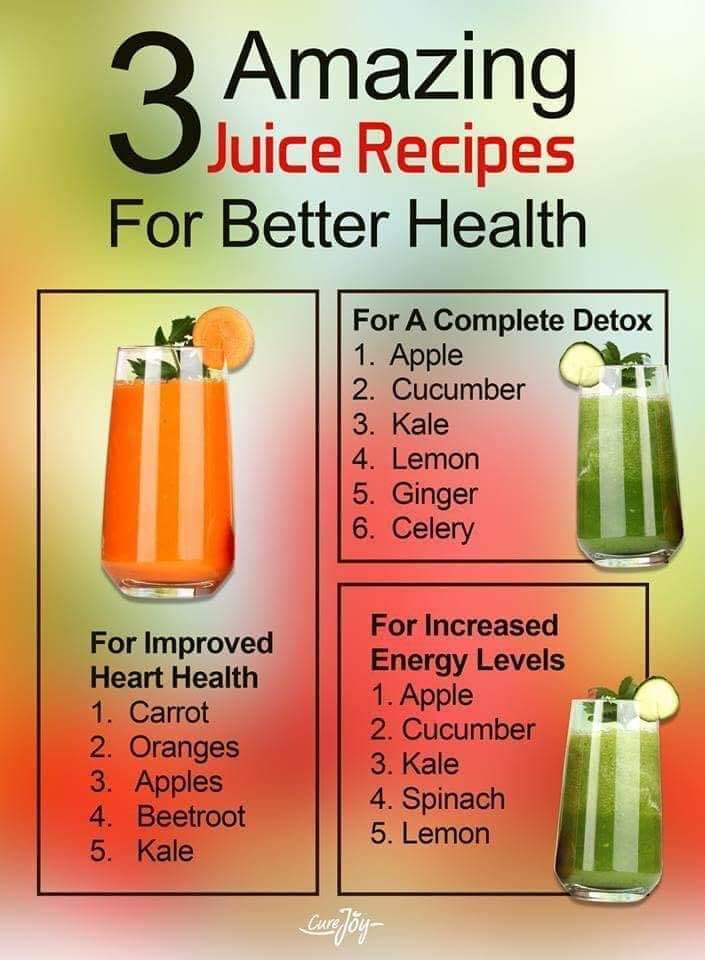 3 Amazing
Juice Recipes
For Better Health
For Improved
Heart Health
1. Carrot
2. Oranges
3. Apples
4. Beetroot
5. Kale
For A Complete Detox
1. Apple
2. Cucumber
3. Kale
4. Lemon
5. Ginger
6. Celery
For Increased
Energy Levels
1. Apple
2. Cucumber
3. Kale
4. Spinach
5. Lemon
CureJoy